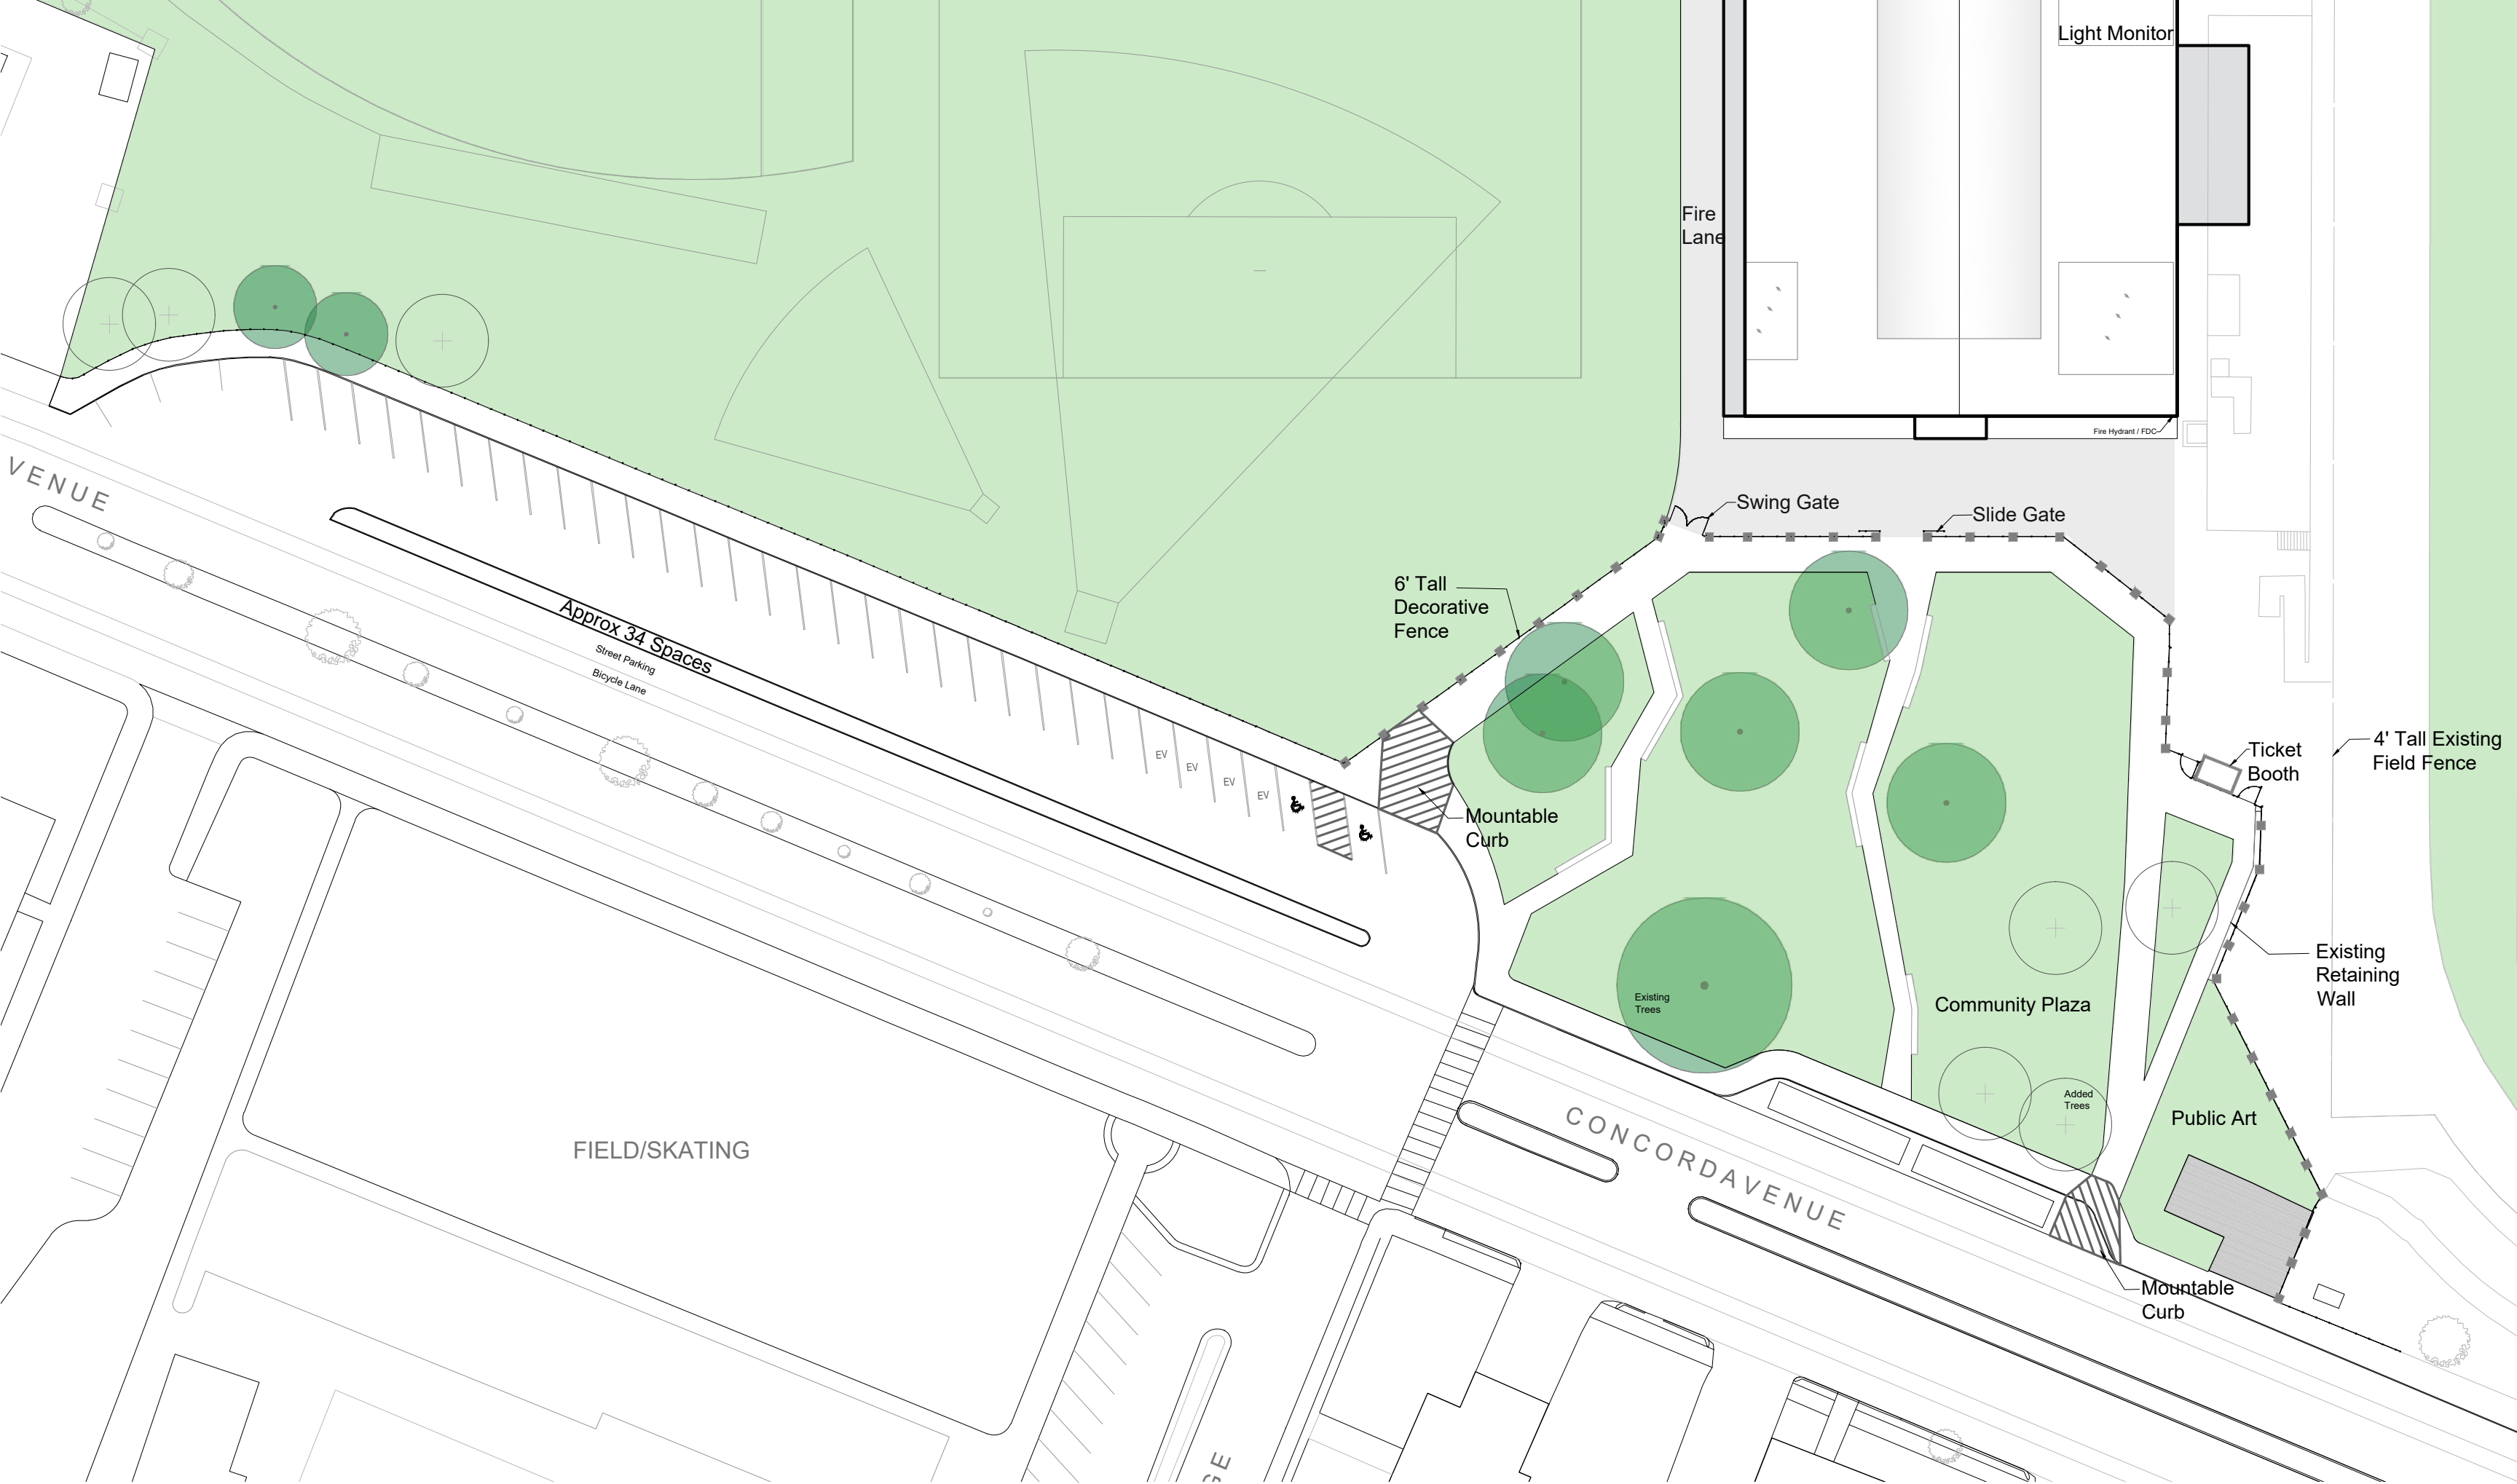 Light Monitor
Fire
Lane
Fire Hydrant / FDC
VENUE
Swing Gate
Slide Gate
6' Tall
Decorative
Fence
Approx 34 Spaces
Street Parking
Bicycle Lane
EV
EV
EV
EV
Mountable
Curb
Ticket
Booth
4' Tall Existing
Field Fence
Existing
Retaining
Wall
Existing
Trees
Community Plaza
Added
Trees
Public Art
FIELD/SKATING
CONCORDAVENUE
Mountable
Curb
GE